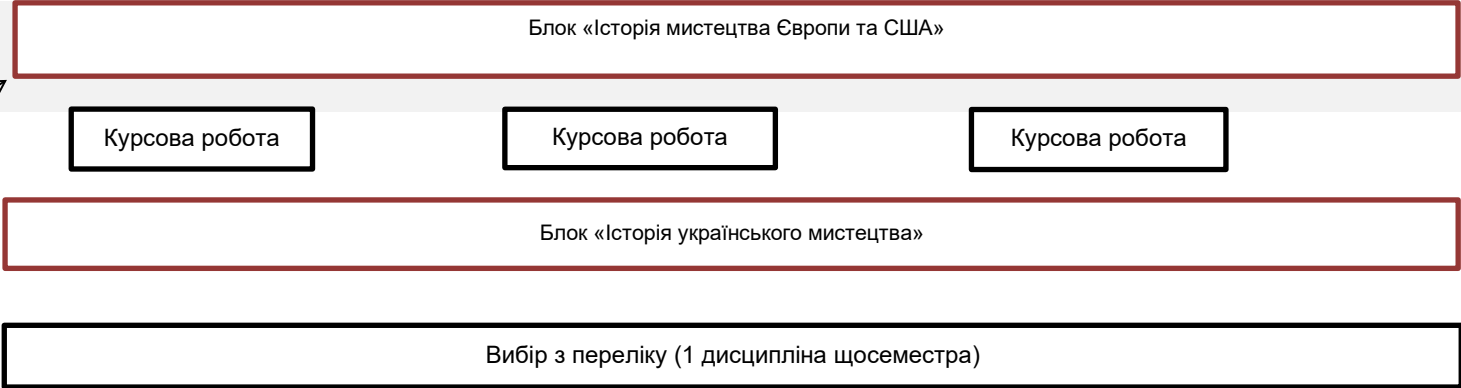 Блок «Історія мистецтва Європи та США»
Курсова робота
Курсова робота
Курсова робота
Блок «Історія українського мистецтва»
Вибір з переліку (1 дисципліна щосеместра)